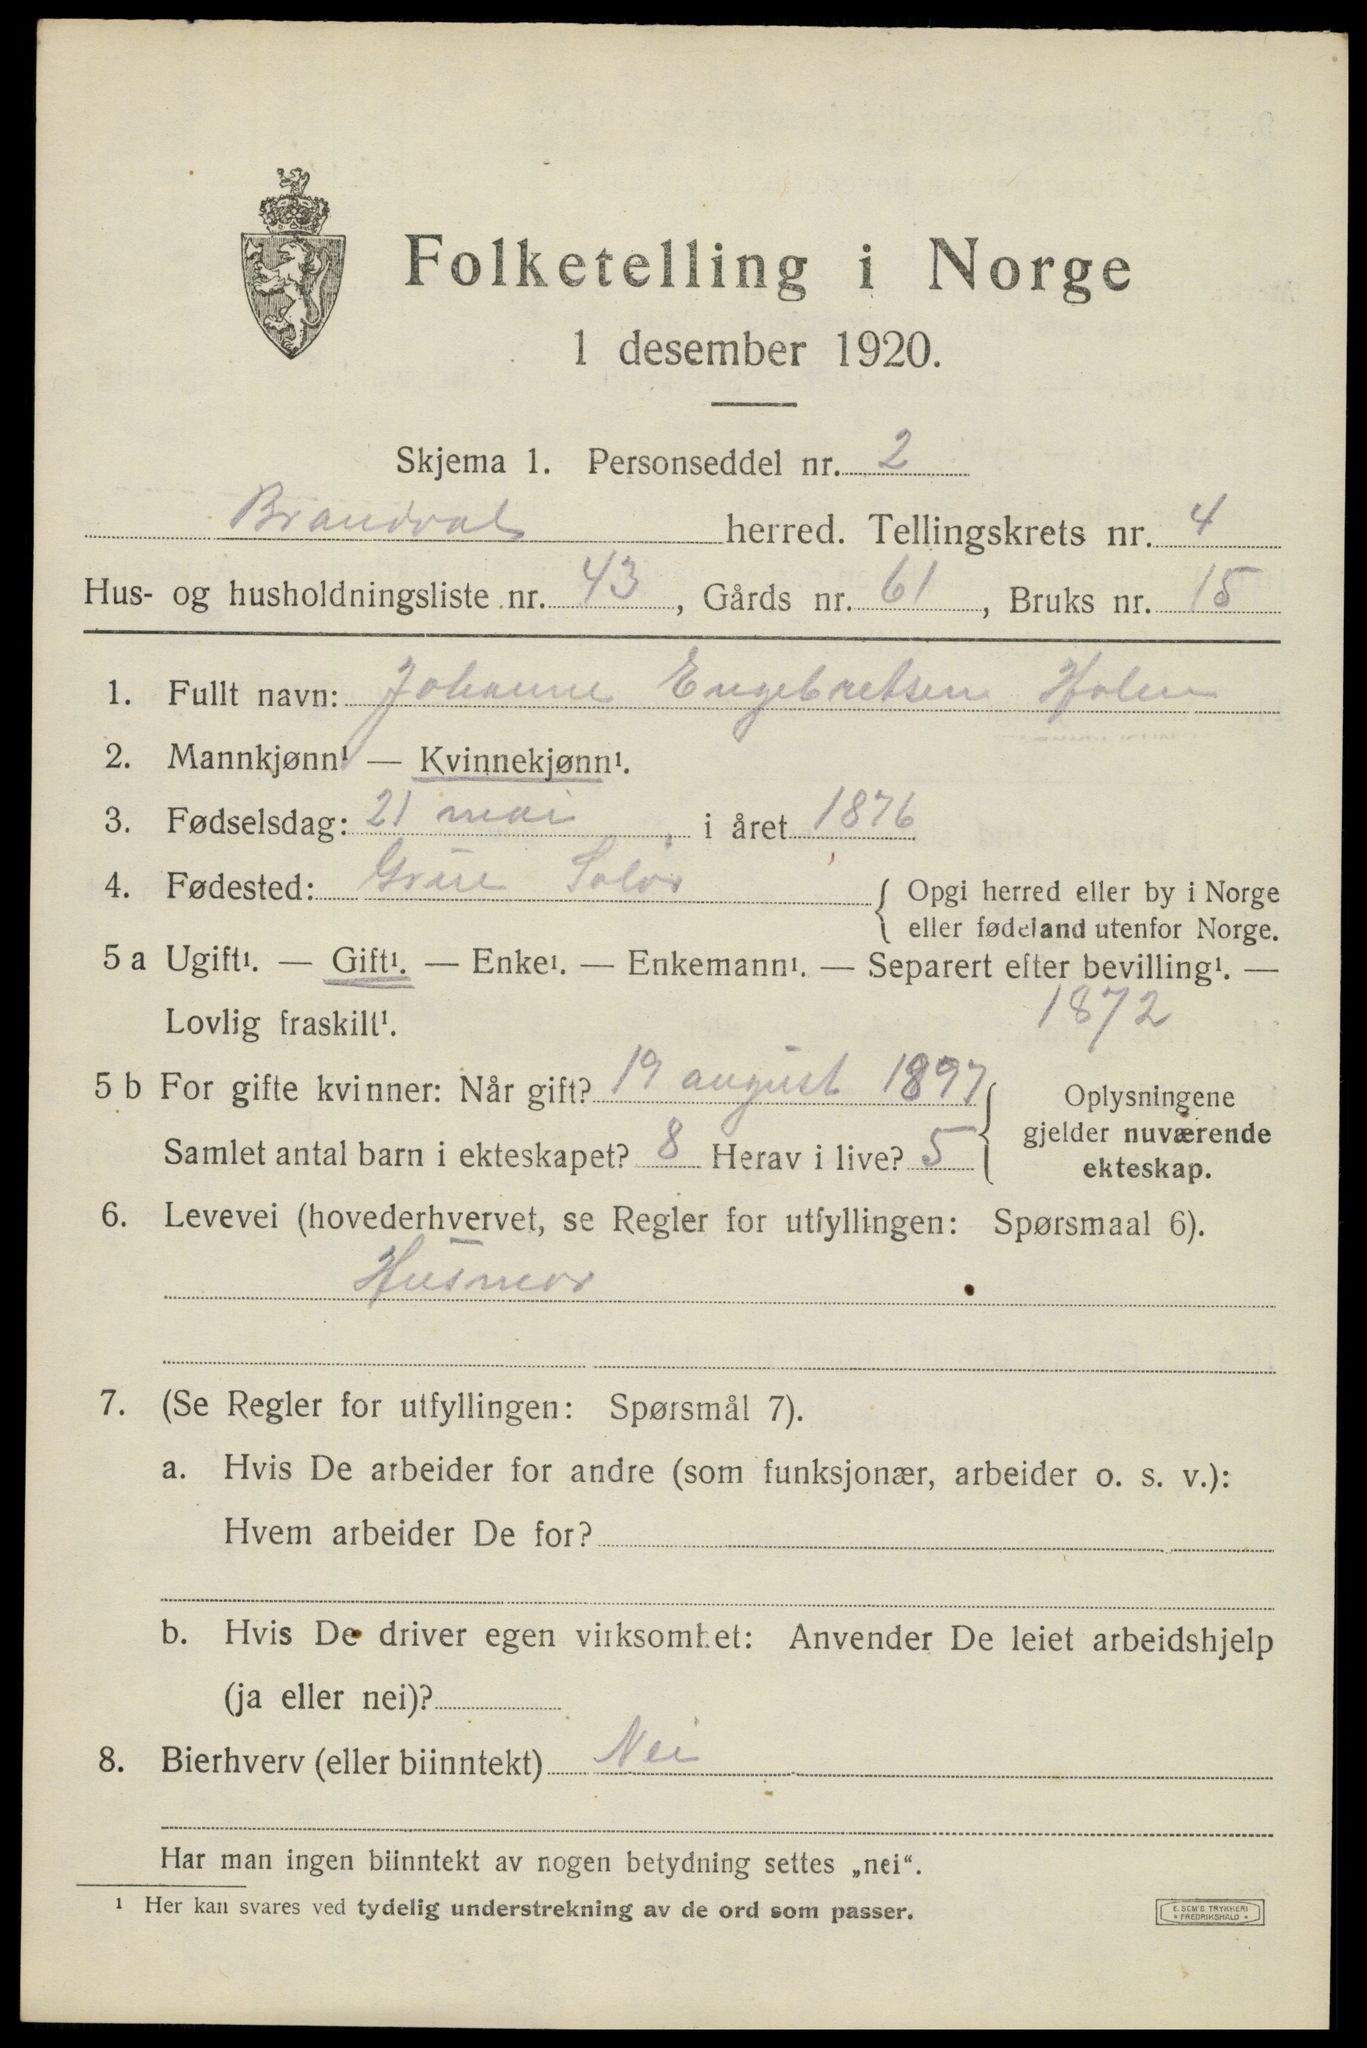 Folketelling i Norge
1 desember 1920.
Skjema 1. Personseddel nr. 2
Brandval herred. Tellingskrets nr. 4
Hus- og husholdningsliste nr. 43, Gårds nr. 61, Bruks nr. 15
1. Fullt navn: Johanne Engebretsen Holen
2. Mannkjønn¹ — Kvinnekjønn¹.
3. Fødselsdag: 21 mai, i året 1876
4. Fødested: Grue Solør { Opgi herred eller by i Norge
eller fødeland utenfor Norge.
5 a Ugift¹. — Gift¹. — Enke¹. — Enkemann¹. — Separert efter bevilling¹. —
Lovlig fraskilt¹. 1872
5 b For gifte kvinner: Når gift? 19 august 1897
Samlet antal barn i ekteskapet? 8 Herav i live? 5
Oplysningene
gjelder nuværende
ekteskap.
6. Levevei (hovederhvervet, se Regler for utfyllingen: Spørsmaal 6).
Husmor
7. (Se Regler for utfyllingen: Spørsmål 7).
a. Hvis De arbeider for andre (som funksjonær, arbeider o. s. v.):
Hvem arbeider De for?
b. Hvis De driver egen virksomhet: Anvender De leiet arbeidshjelp
(ja eller nei)?
8. Bierhverv (eller biinntekt) Nei
Har man ingen biinntekt av nogen betydning settes „nei“.
¹ Her kan svares ved tydelig understrekning av de ord som passer.
E. SEM'S TRYKKERI
* FREDRIKSHALD *